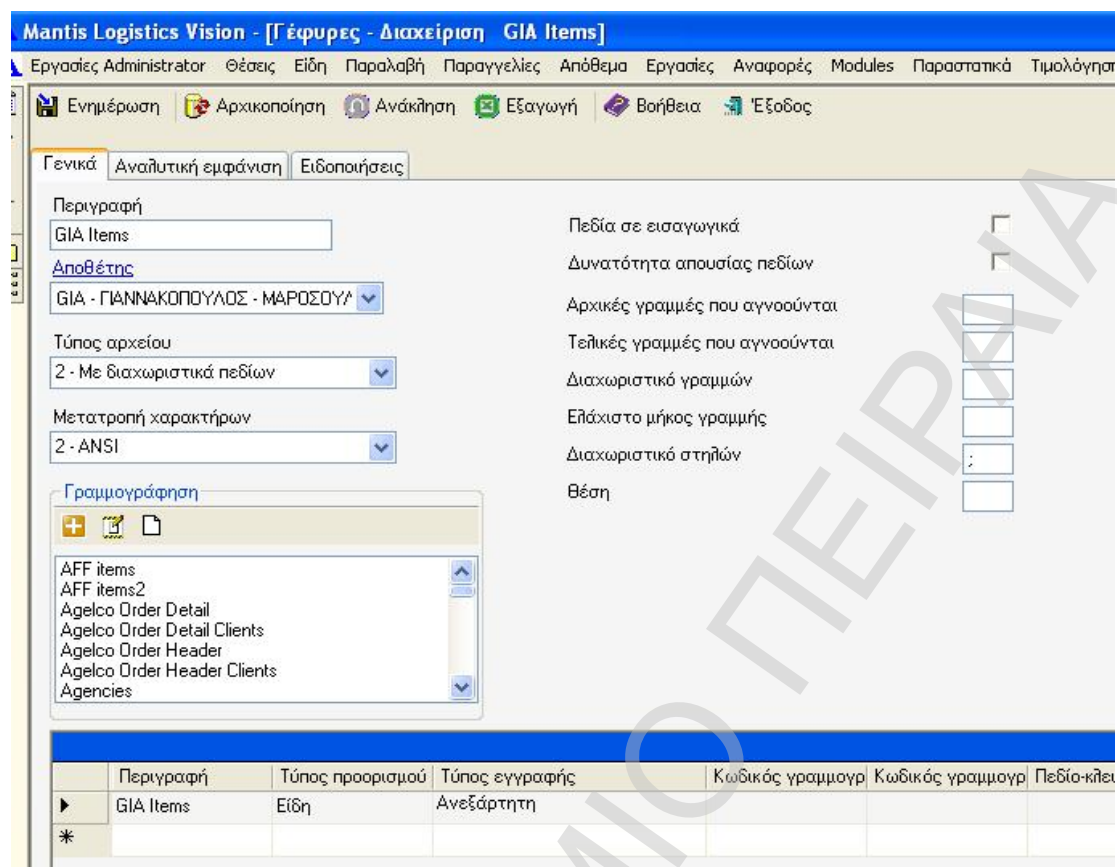 Mantis Logistics Vision - [Γέφυρες - Διαχείριση GIA Items]
Εργασίες Administrator Θέσεις Είδη Παραλαβή Παραγγελίες Απόθεμα Εργασίες Αναφορές Modules Παραστατικά
Ενημέρωση Αρχικοποίηση Ανάκληση Εξαγωγή Βοήθεια Έξοδος
Γενικά Αναλυτική εμφάνιση Ειδοποιήσεις
Περιγραφή
GIA Items
Αποθέτης
GIA - ΓΙΑΝΝΑΚΟΠΟΥΛΟΣ -
Τύπος αρχείου
2 - Με διαχωριστικά πεδίων
Μετατροπή χαρακτήρων
2 - ANSI
Πεδία σε εισαγωγικά
Δυνατότητα απουσίας πεδίων
Αρχικές γραμμές που αγνοούνται
Τελικές γραμμές που αγνοούνται
Διαχωριστικό γραμμών
Ελάχιστο μήκος γραμμής
Διαχωριστικό στηλών ;
Θέση
Γραμμογράφηση
AFF items
AFF items2
Agelco Order Detail
Agelco Order Detail Clients
Agelco Order Header
Agelco Order Header Clients
Agencies
Περιγραφή Τύπος προορισμού Τύπος εγγραφής Κωδικός γραμμογρ Κωδικός γραμμογρ
GIA Items Είδη Ανεξάρτητη